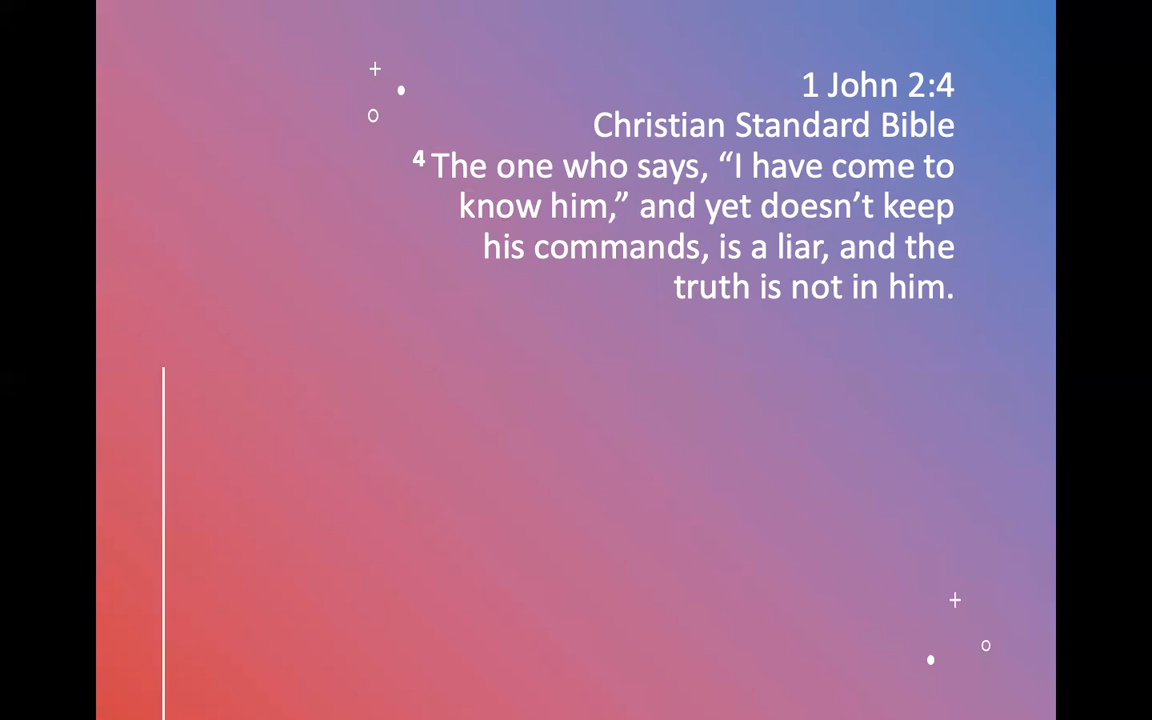 1 John 2:4
Christian Standard Bible
4 The one who says, “I have come to
know him,” and yet doesn’t keep
his commands, is a liar, and the
truth is not in him.